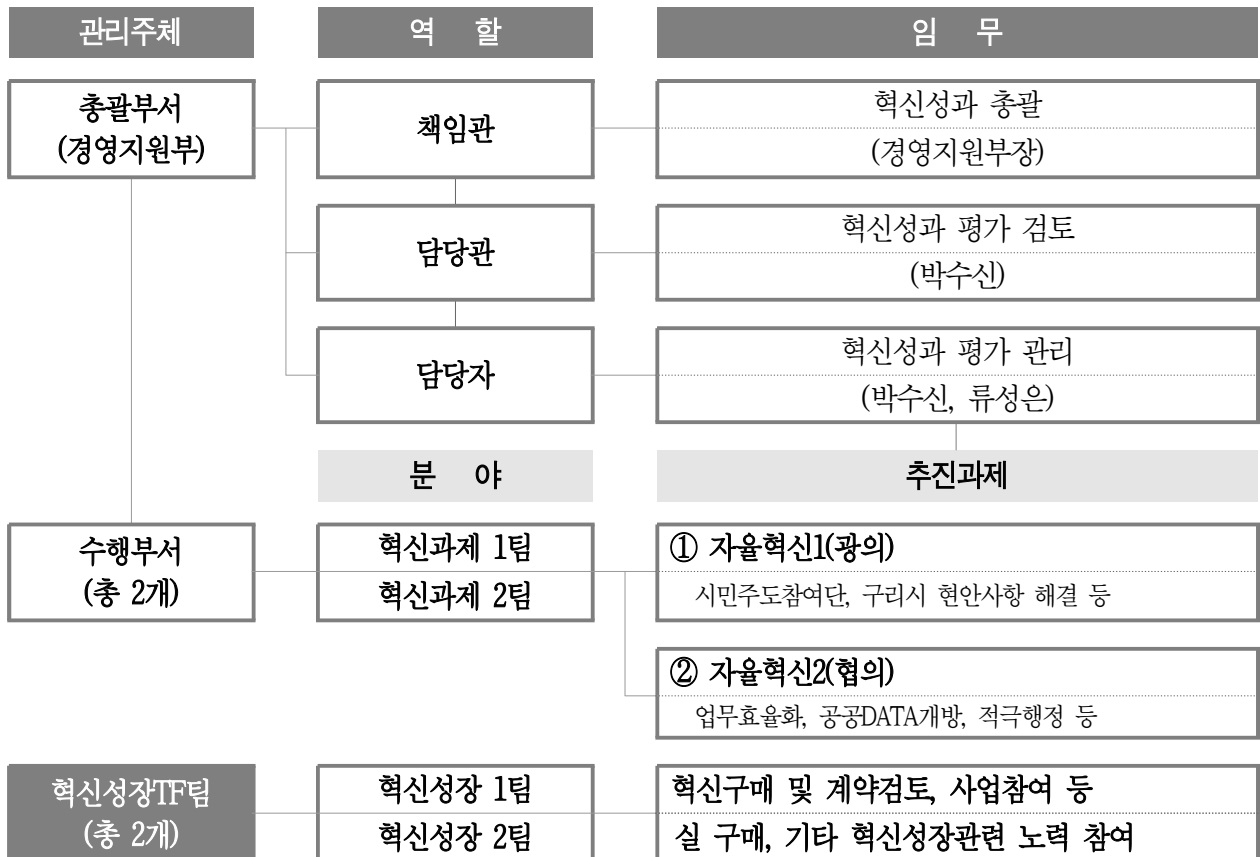 관리주체 역 할 임 무
총괄부서 책임관 혁신성과 총괄
(경영지원부) (경영지원부장)
담당관 혁신성과 평가 검토
(박수신)
담당자 혁신성과 평가 관리
(박수신, 류성은)
분 야 추진과제
수행부서 혁신과제 1팀 ① 자율혁신1(광의)
(총 2개) 혁신과제 2팀 시민주도참여단, 구리시 현안사항 해결 등
② 자율혁신2(협의)
업무효율화, 공공DATA개방, 적극행정 등
혁신성장TF팀 혁신성장 1팀 혁신구매 및 계약검토, 사업참여 등
(총 2개) 혁신성장 2팀 실 구매, 기타 혁신성장관련 노력 참여